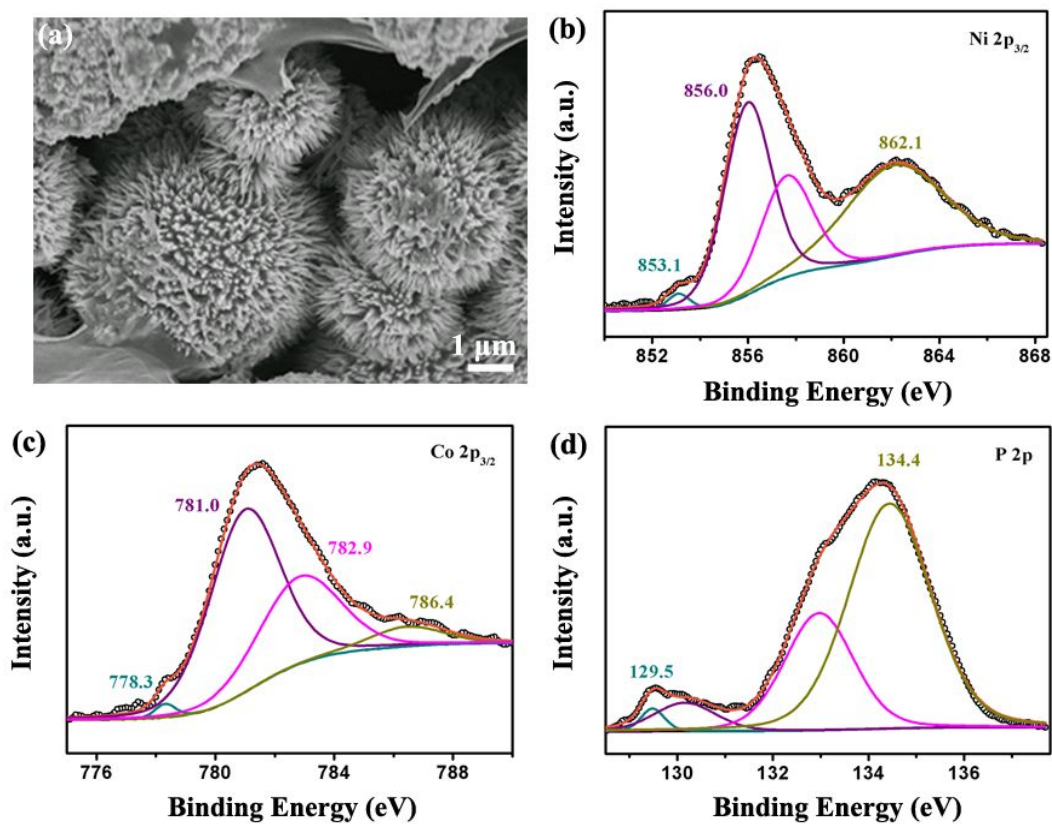 (a)
1 μm
(b)
Ni 2p3/2
856.0
862.1
853.1
Intensity (a.u.)
852 856 860 864 868
Binding Energy (eV)
(c)
Co 2p3/2
781.0
782.9
786.4
778.3
Intensity (a.u.)
776 780 784 788
Binding Energy (eV)
(d)
P 2p
134.4
129.5
Intensity (a.u.)
130 132 134 136
Binding Energy (eV)